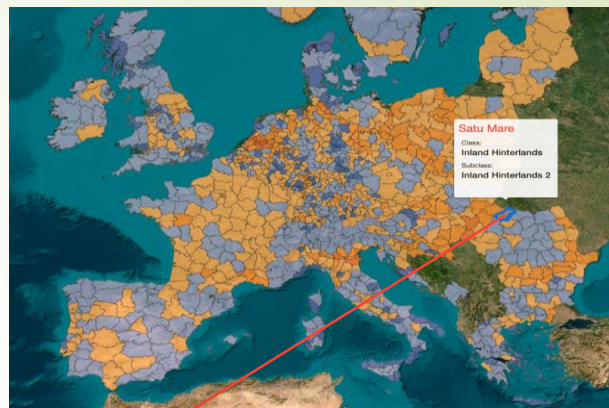 Satu Mare
Class:
Inland Hinterlands
Subclass:
Inland Hinterlands 2